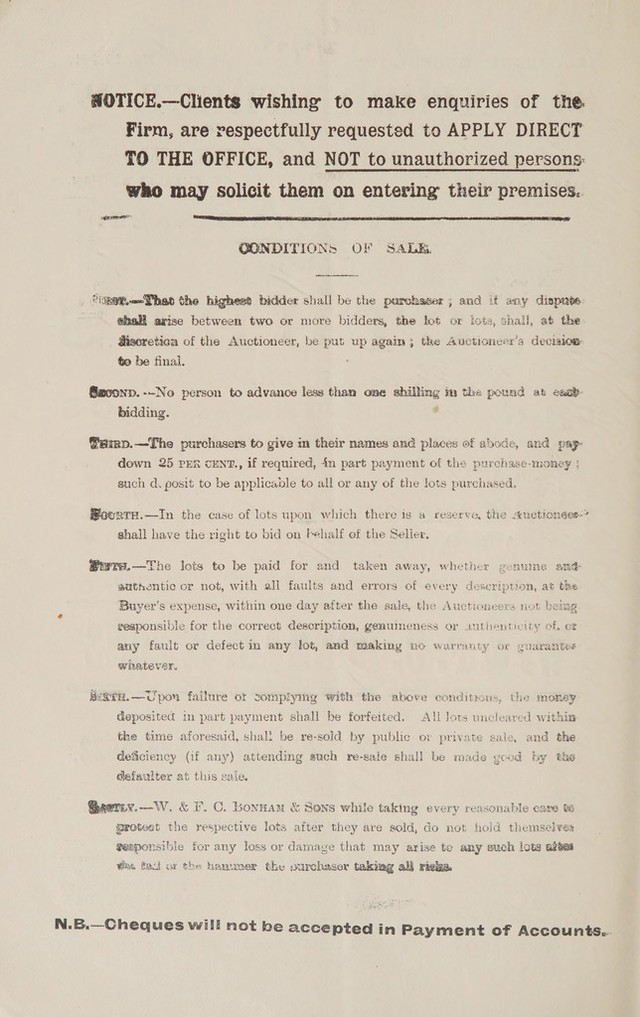 NOTICE.—Clients wishing to make enquiries of the
Firm, are respectfully requested to APPLY DIRECT
TO THE OFFICE, and NOT to unauthorized persons
who may solicit them on entering their premises.
CONDITIONS OF SALE.
FIRST.—That the highest bidder shall be the purchaser ; and if any dispute
shall arise between two or more bidders, the lot or lots, shall, at the
discretion of the Auctioneer, be put up again ; the Auctioneer's decision
to be final.
SECOND.--No person to advance less than one shilling in the pound at each
bidding.
THIRD.—The purchasers to give in their names and places of abode, and pay
down 25 PER CENT., if required, in part payment of the purchase-money ;
such d.posit to be applicable to all or any of the lots purchased.
FOURTH.—In the case of lots upon which there is a reserve, the Auctioneer
shall have the right to bid on behalf of the Seller.
FIFTH.—The lots to be paid for and taken away, whether genuine and
authentic or not, with all faults and errors of every description, at the
Buyer's expense, within one day after the sale, the Auctioneers not being
responsible for the correct description, genuineness or authenticity of, or
any fault or defect in any lot, and making no warranty or guarantee
whatever.
SIXTH.—Upon failure of complying with the above conditions, the money
deposited in part payment shall be forfeited. All lots uncleared within
the time aforesaid, shall be re-sold by public or private sale, and the
deficiency (if any) attending such re-sale shall be made good by the
defaulter at this sale.
LASTLY.—W. & F. C. BONHAM & SONS while taking every reasonable care to
protect the respective lots after they are sold, do not hold themselves
responsible for any loss or damage that may arise to any such lots after
the fall of the hammer the purchaser taking all risks.
N.B.—Cheques will not be accepted in Payment of Accounts.